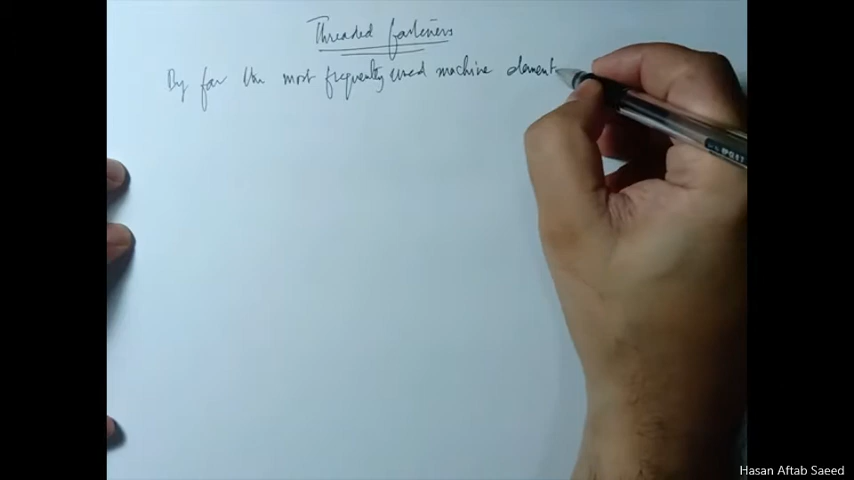 Threaded fasteners
By far the most frequently used machine element
Hasan Aftab Saeed